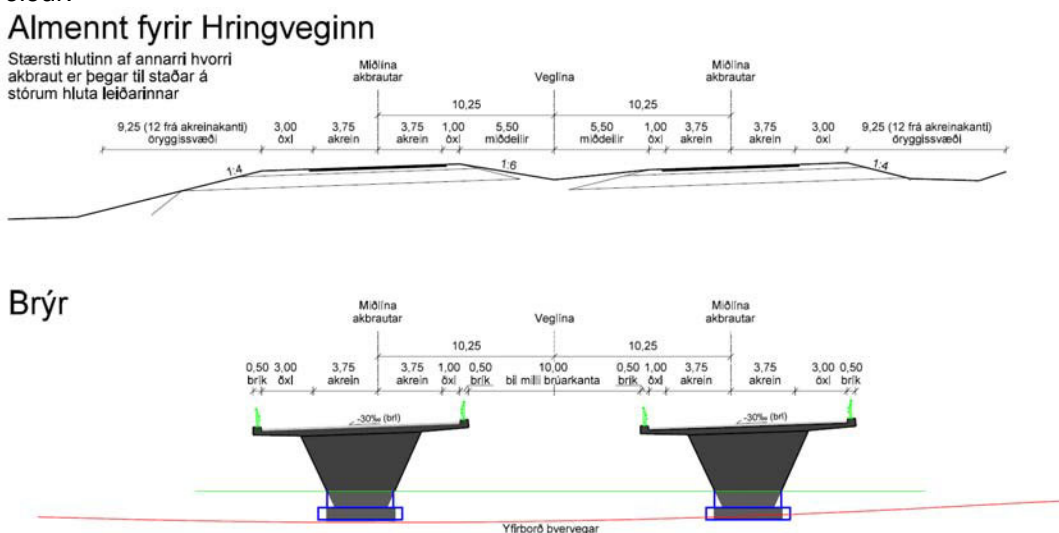 Almennt fyrir Hringveginn
Stærsti hlutinn af annarri hvorri
akbraut er þegar til staðar á
stórum hluta leiðarinnar
Miðlína
akbrautar
Veglína
Miðlína
akbrautar
10,25
9,25 (12 frá akreinakanti)
öryggissvæði
3,00
öxl
3,75
akrein
3,75
akrein
1,00
öxl
5,50
miðdeilir
5,50
miðdeilir
1,00
öxl
3,75
akrein
3,75
akrein
3,00
öxl
9,25 (12 frá akreinakanti)
öryggissvæði
1:4
1:6
1:4
Brýr
Miðlína
akbrautar
Veglína
Miðlína
akbrautar
10,25
10,25
0,50
brík
3,00
öxl
3,75
akrein
3,75
akrein
1,00
öxl
0,50
brík
10,00
bil milli brúarkanta
0,50
brík
1,00
öxl
3,75
akrein
3,75
akrein
3,00
öxl
0,50
brík
-30‰ (brl)
-30‰ (brl)
Yfirborð þvervegar